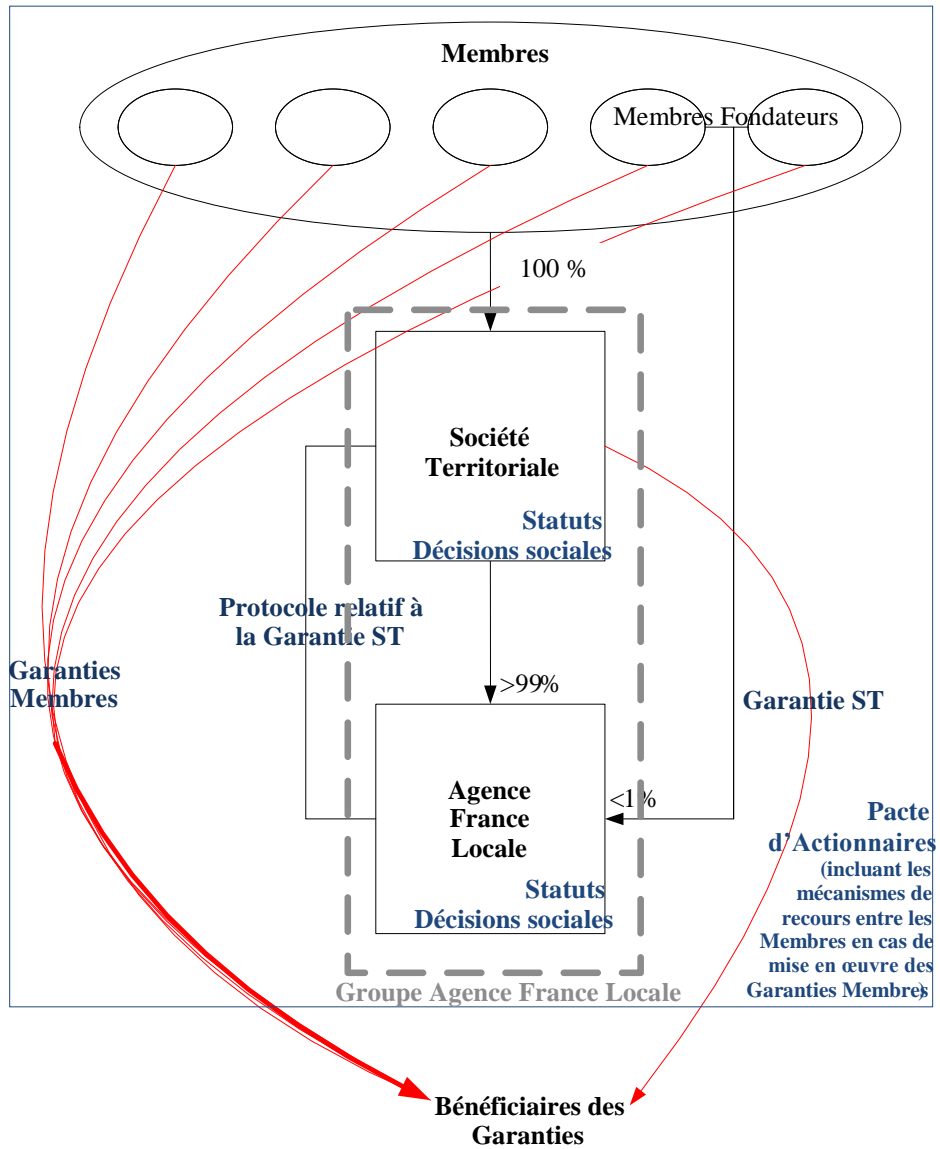 Membres
Membres Fondateurs
100 %
Société
Territoriale
Statuts
Décisions sociales
Protocole relatif à
la Garantie ST
Garanties
Membres
>99%
Garantie ST
Agence
France
Locale
<1%
Statuts
Décisions sociales
Pacte
d'Actionnaires
(incluant les
mécanismes de
recours entre les
Membres en cas de
mise en œuvre des
Garanties Membres)
Groupe Agence France Locale
Bénéficiaires des
Garanties